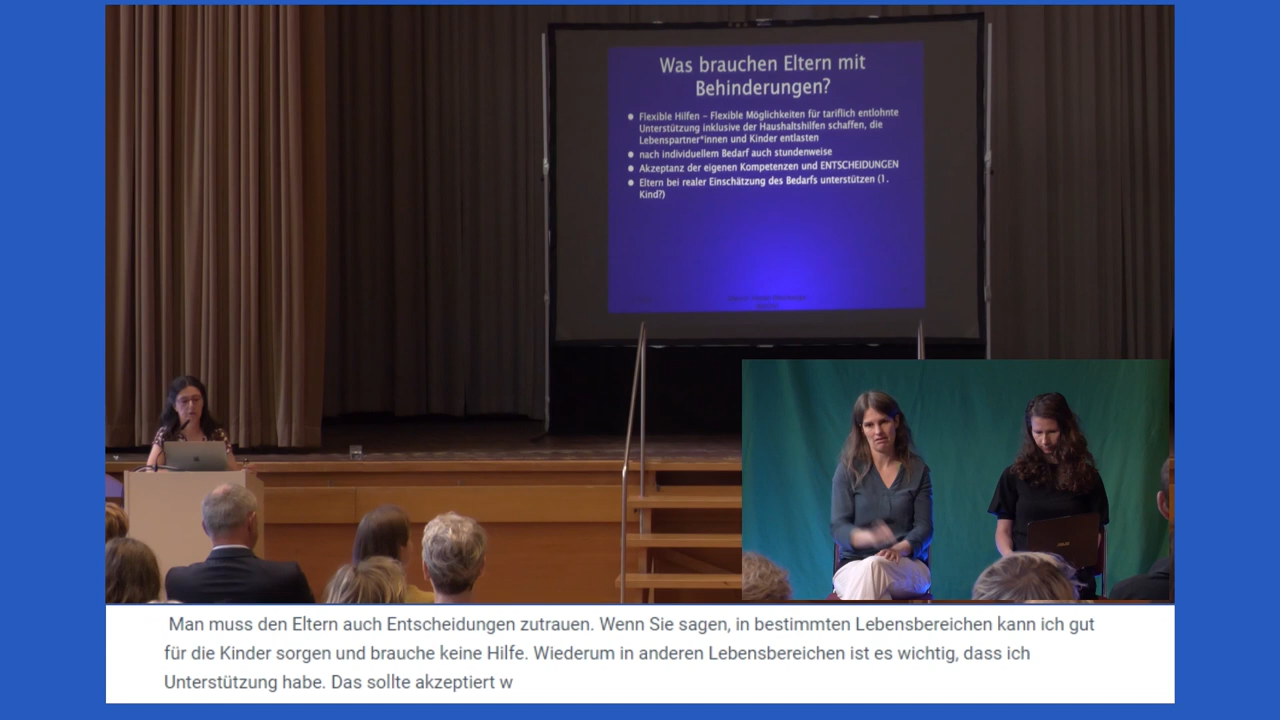 Was brauchen Eltern mit
Behinderungen?
● Flexible Hilfen – Flexible Möglichkeiten für tariflich entlohnte
Unterstützung inklusive der Haushaltshilfen schaffen, die
Lebenspartner*innen und Kinder entlasten
● nach individuellem Bedarf auch stundenweise
● Akzeptanz der eigenen Kompetenzen und ENTSCHEIDUNGEN
● Eltern bei realer Einschätzung des Bedarfs unterstützen (1.
Kind?)
ASUS
Man muss den Eltern auch Entscheidungen zutrauen. Wenn Sie sagen, in bestimmten Lebensbereichen kann ich gut
für die Kinder sorgen und brauche keine Hilfe. Wiederum in anderen Lebensbereichen ist es wichtig, dass ich
Unterstützung habe. Das sollte akzeptiert w